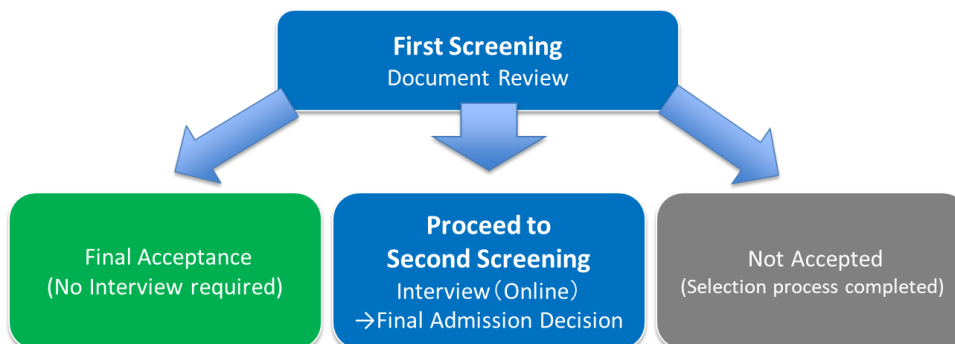 First Screening
Document Review
Final Acceptance
(No Interview required)
Proceed to
Second Screening
Interview（Online）
→Final Admission Decision
Not Accepted
(Selection process completed)